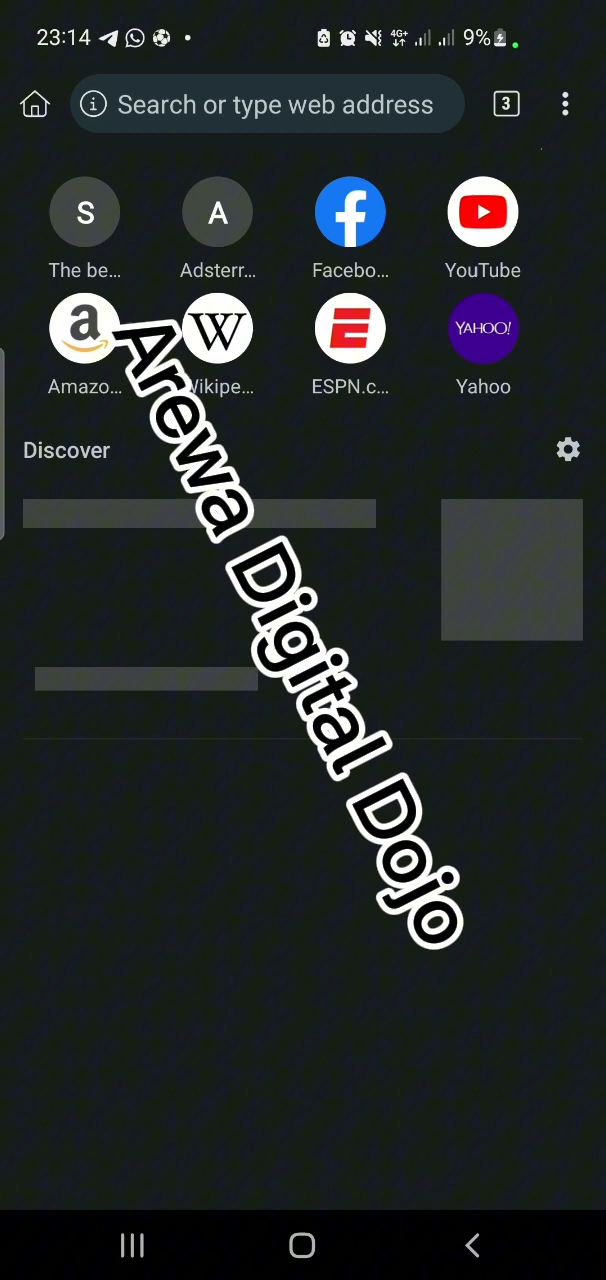 23:14
4G+
9%
Search or type web address
3
S
A
The be...
Adsterr...
Facebo...
YouTube
a
W
E
YAHOO!
Amazo...
Wikipe...
ESPN.c...
Yahoo
Arewa Digital Dojo
Discover